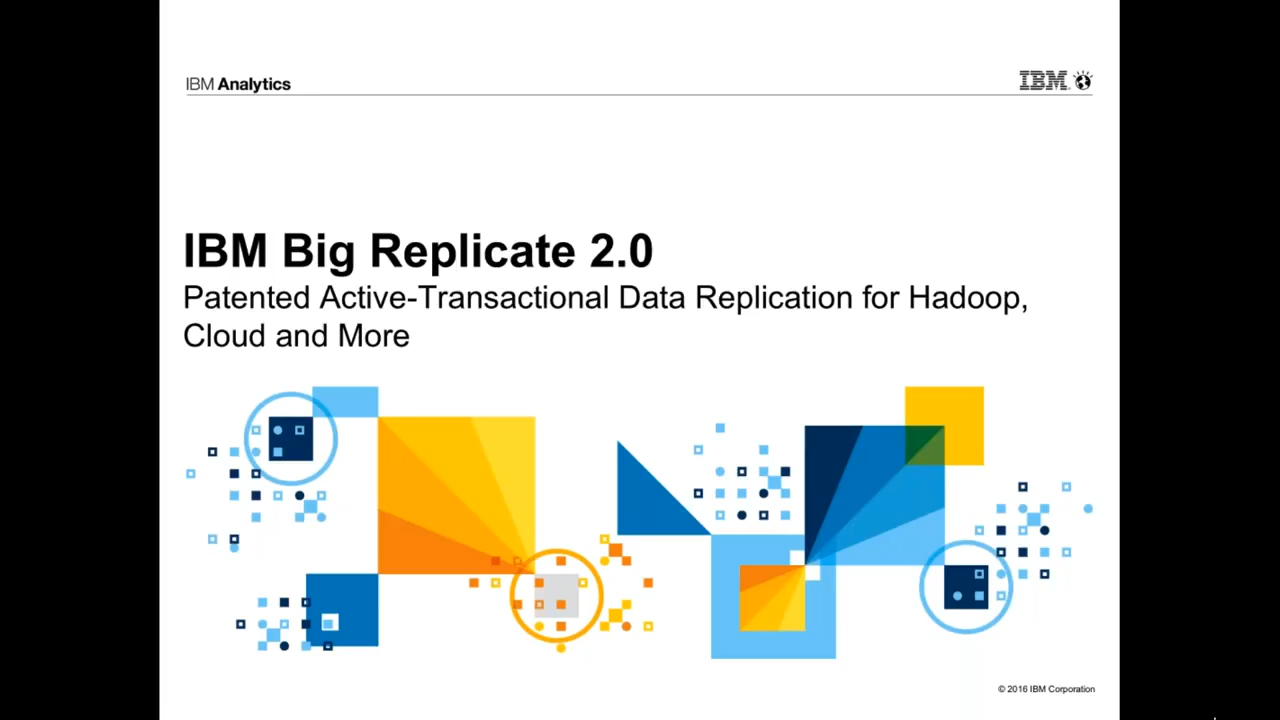 IBM Analytics
IBM
IBM Big Replicate 2.0
Patented Active-Transactional Data Replication for Hadoop,
Cloud and More
© 2016 IBM Corporation